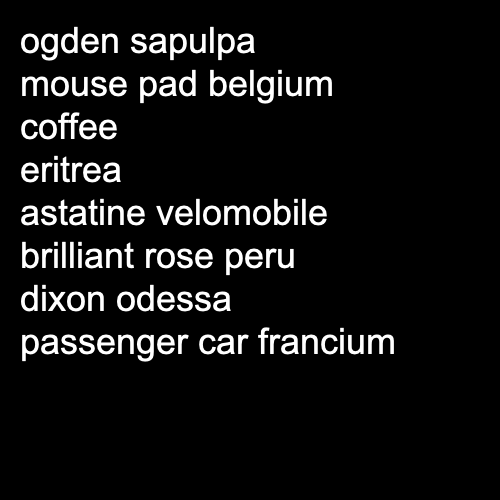 ogden sapulpa
mouse pad belgium
coffee
eritrea
astatine velomobile
brilliant rose peru
dixon odessa
passenger car francium